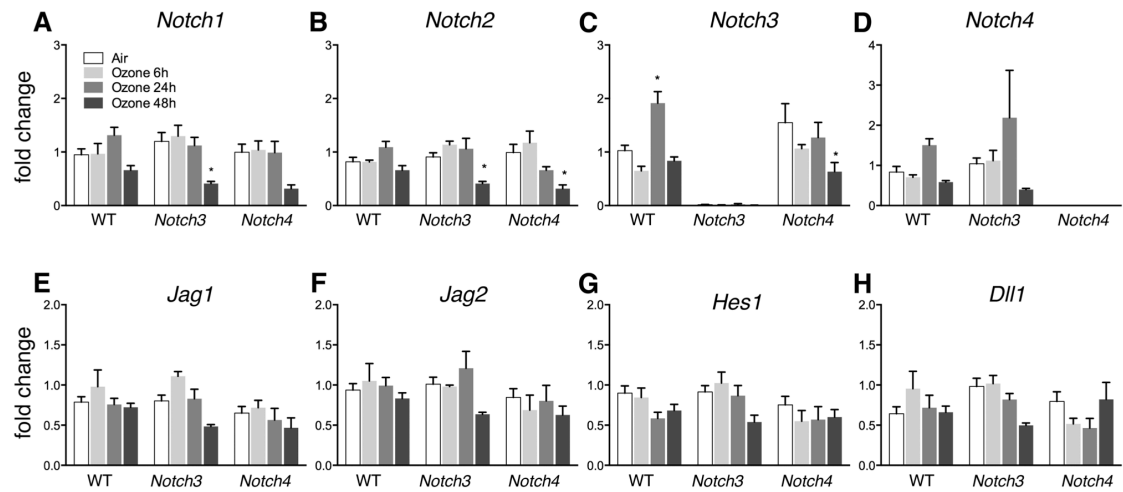 A Notch1
B Notch2
C Notch3
D Notch4
fold change
3
2
1
0
Air
Ozone 6h
Ozone 24h
Ozone 48h
*
WT Notch3 Notch4
3
2
1
0
*
*
WT Notch3 Notch4
3
2
1
0
*
*
WT Notch3 Notch4
4
3
2
1
0
WT Notch3 Notch4
E Jag1
F Jag2
G Hes1
H Dll1
fold change
2.0
1.5
1.0
0.5
0.0
WT Notch3 Notch4
2.0
1.5
1.0
0.5
0.0
WT Notch3 Notch4
2.0
1.5
1.0
0.5
0.0
WT Notch3 Notch4
2.0
1.5
1.0
0.5
0.0
WT Notch3 Notch4